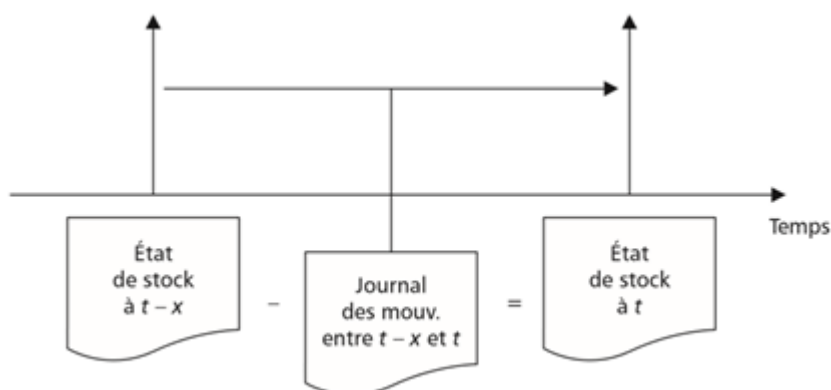 Temps
État
de stock
à t – x
–
Journal
des mouv.
entre t – x et t
=
État
de stock
à t